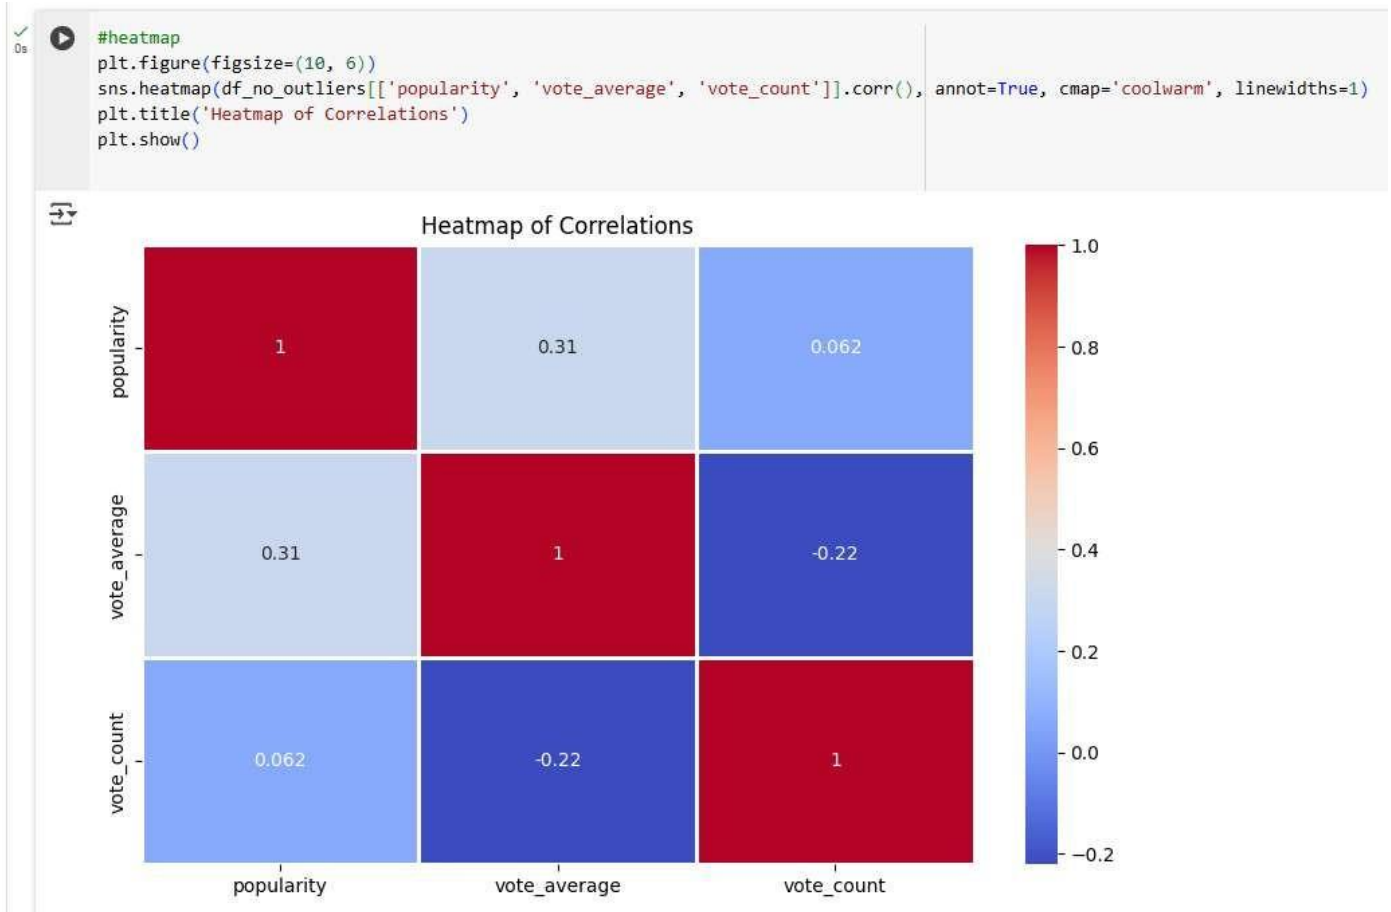 0s
#heatmap
plt.figure(figsize=(10, 6))
sns.heatmap(df_no_outliers[['popularity', 'vote_average', 'vote_count']].corr(), annot=True, cmap='coolwarm', linewidths=1)
plt.title('Heatmap of Correlations')
plt.show()
Heatmap of Correlations
popularity
1
0.31
0.062
vote_average
0.31
1
-0.22
vote_count
0.062
-0.22
1
popularity
vote_average
vote_count
1.0
0.8
0.6
0.4
0.2
0.0
−0.2